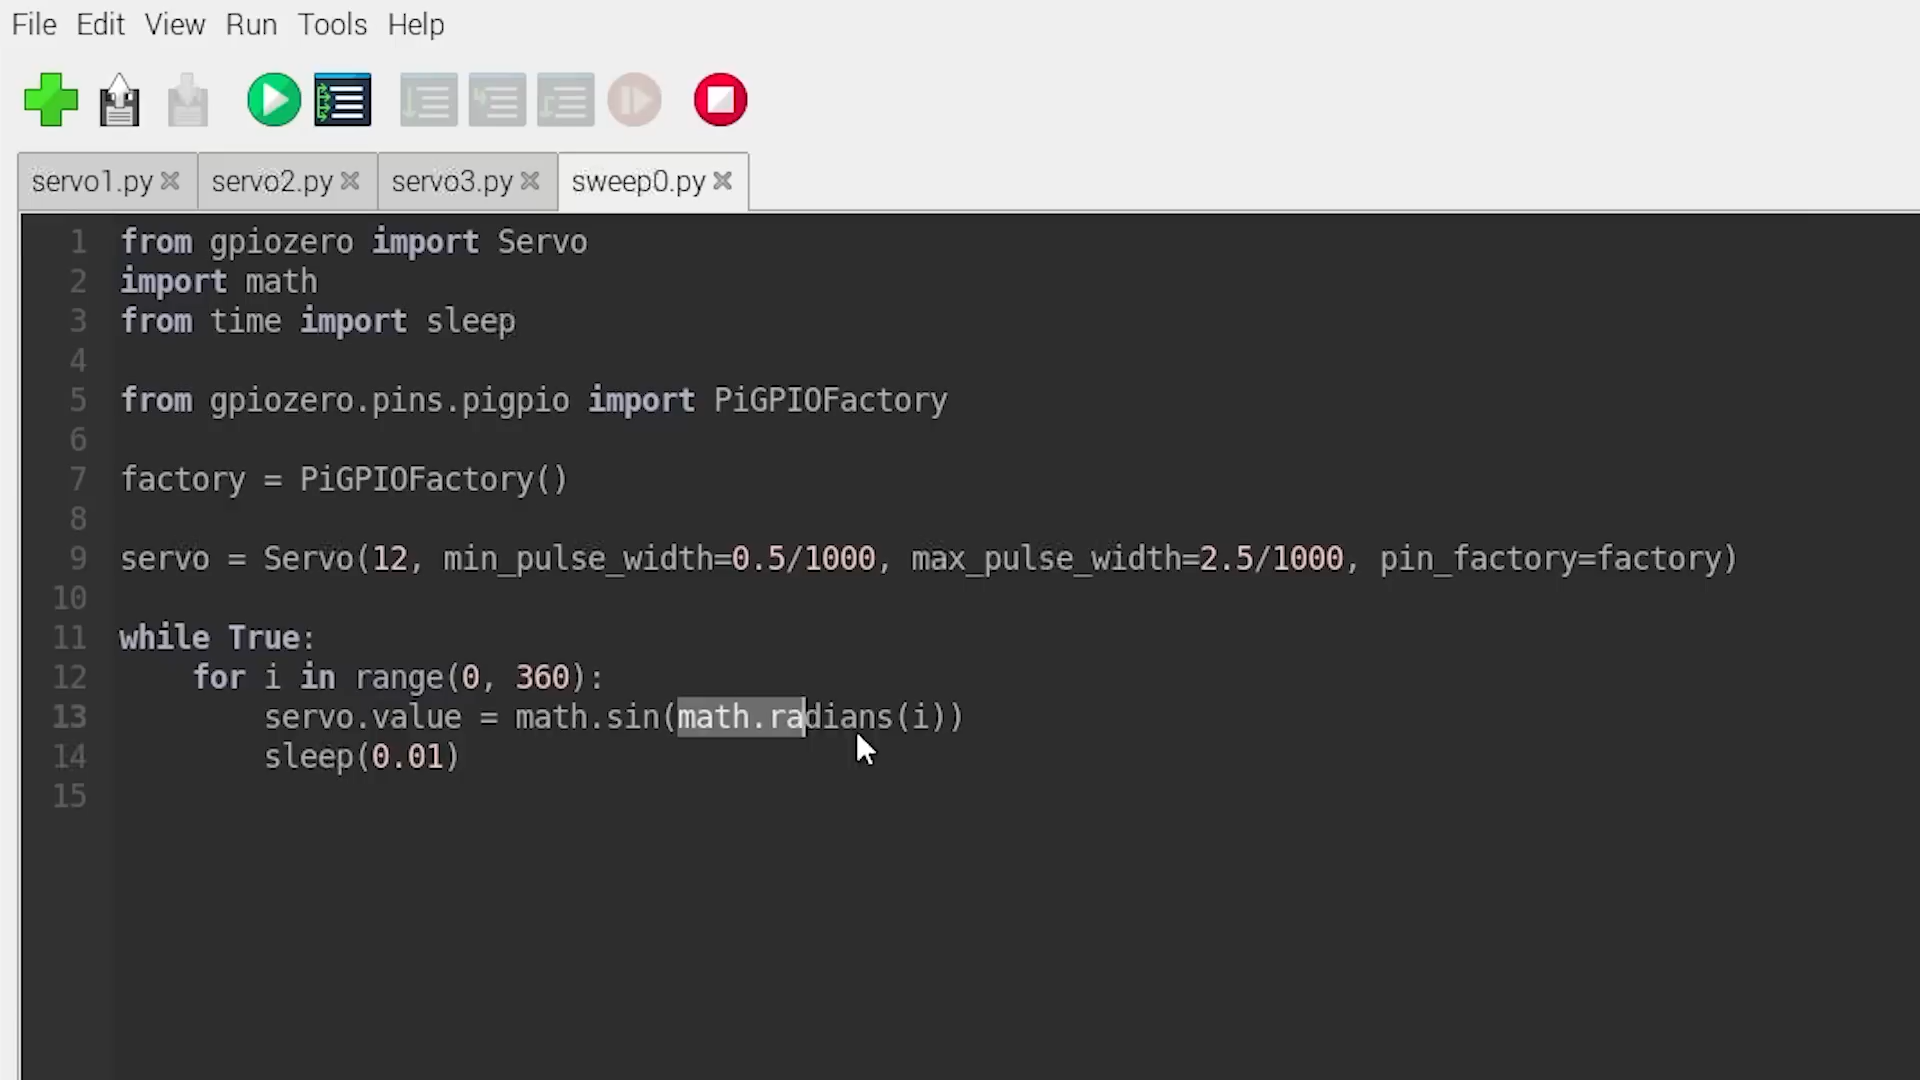 File Edit View Run Tools Help
servo1.py servo2.py servo3.py sweep0.py
1 from gpiozero import Servo
2 import math
3 from time import sleep
4
5 from gpiozero.pins.pigpio import PiGPIOFactory
6
7 factory = PiGPIOFactory()
8
9 servo = Servo(12, min_pulse_width=0.5/1000, max_pulse_width=2.5/1000, pin_factory=factory)
10
11 while True:
12     for i in range(0, 360):
13         servo.value = math.sin(math.radians(i))
14         sleep(0.01)
15